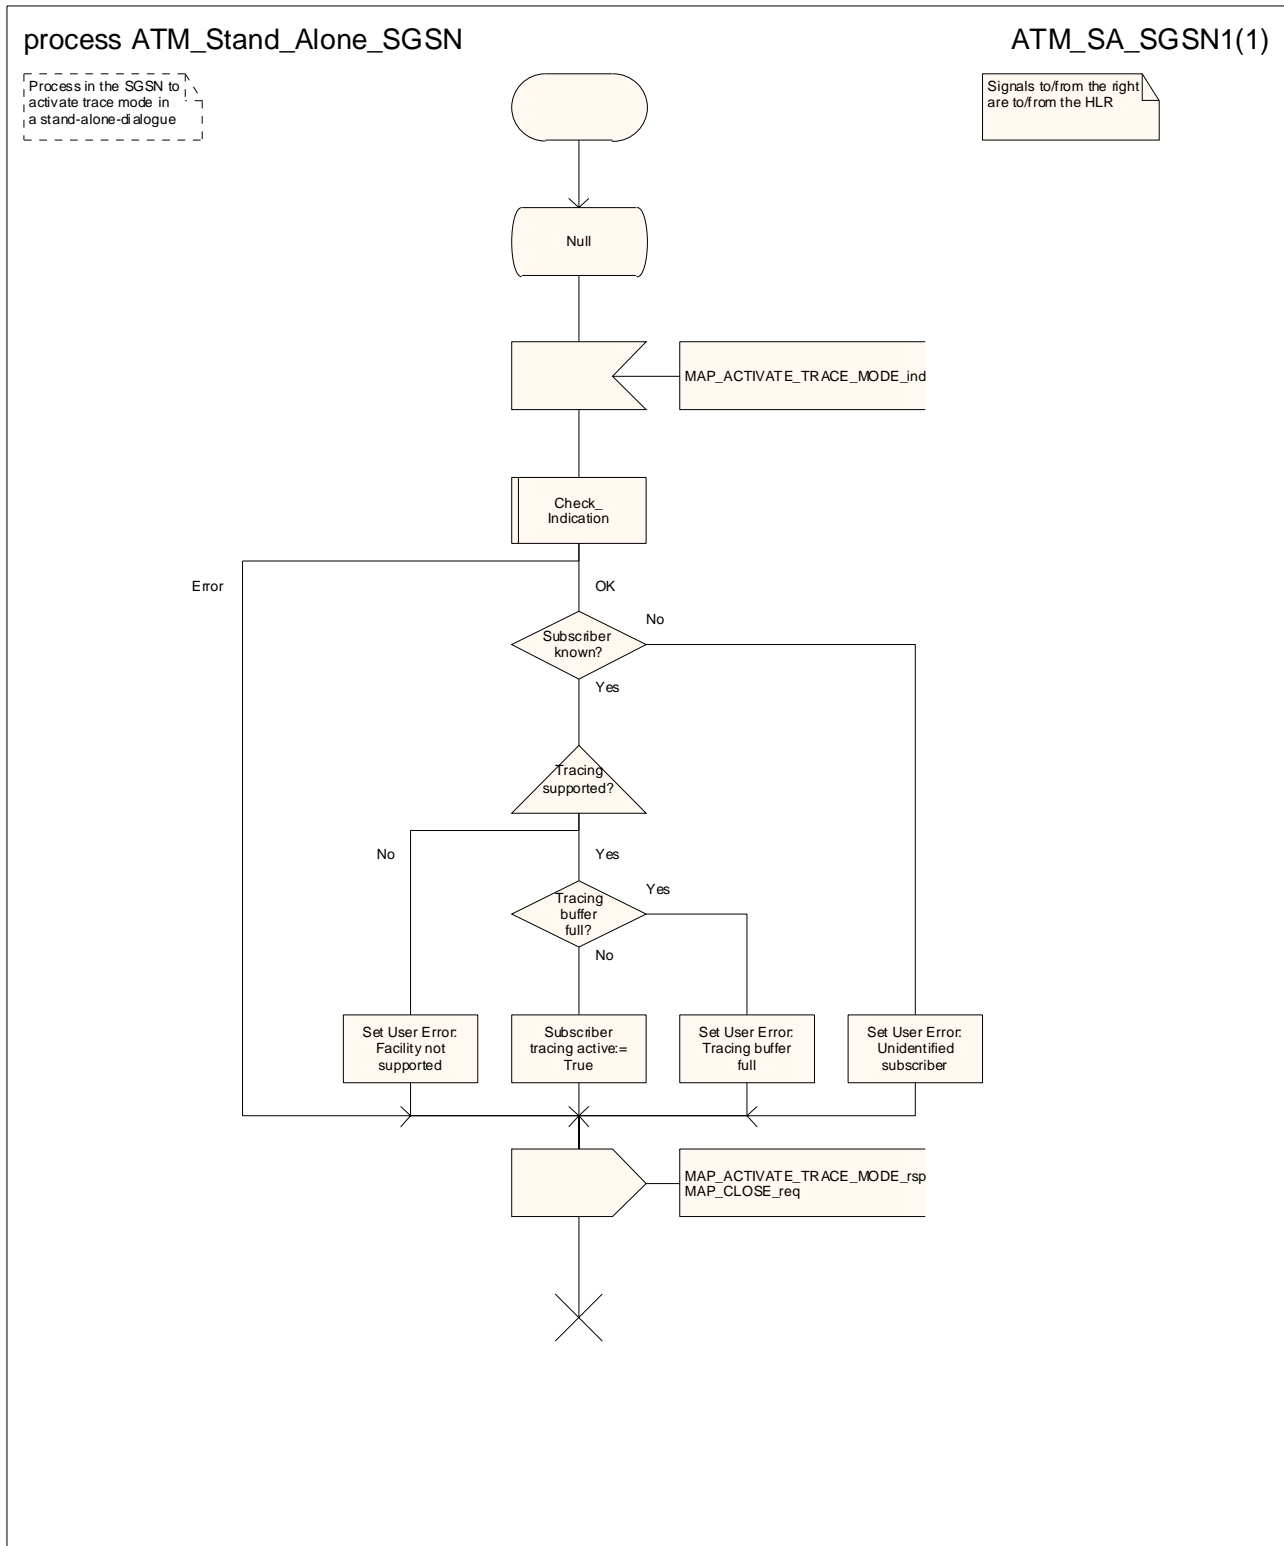 process ATM_Stand_Alone_SGSN
ATM_SA_SGSN1(1)
Process in the SGSN to
activate trace mode in
a stand-alone-dialogue
Signals to/from the right
are to/from the HLR
Null
MAP_ACTIVATE_TRACE_MODE_ind
Check_
Indication
Error
OK
No
Subscriber
known?
Yes
Tracing
supported?
No
Yes
Yes
Tracing
buffer
full?
No
Set User Error:
Facility not
supported
Subscriber
tracing active:=
True
Set User Error:
Tracing buffer
full
Set User Error:
Unidentified
subscriber
MAP_ACTIVATE_TRACE_MODE_rsp
MAP_CLOSE_req